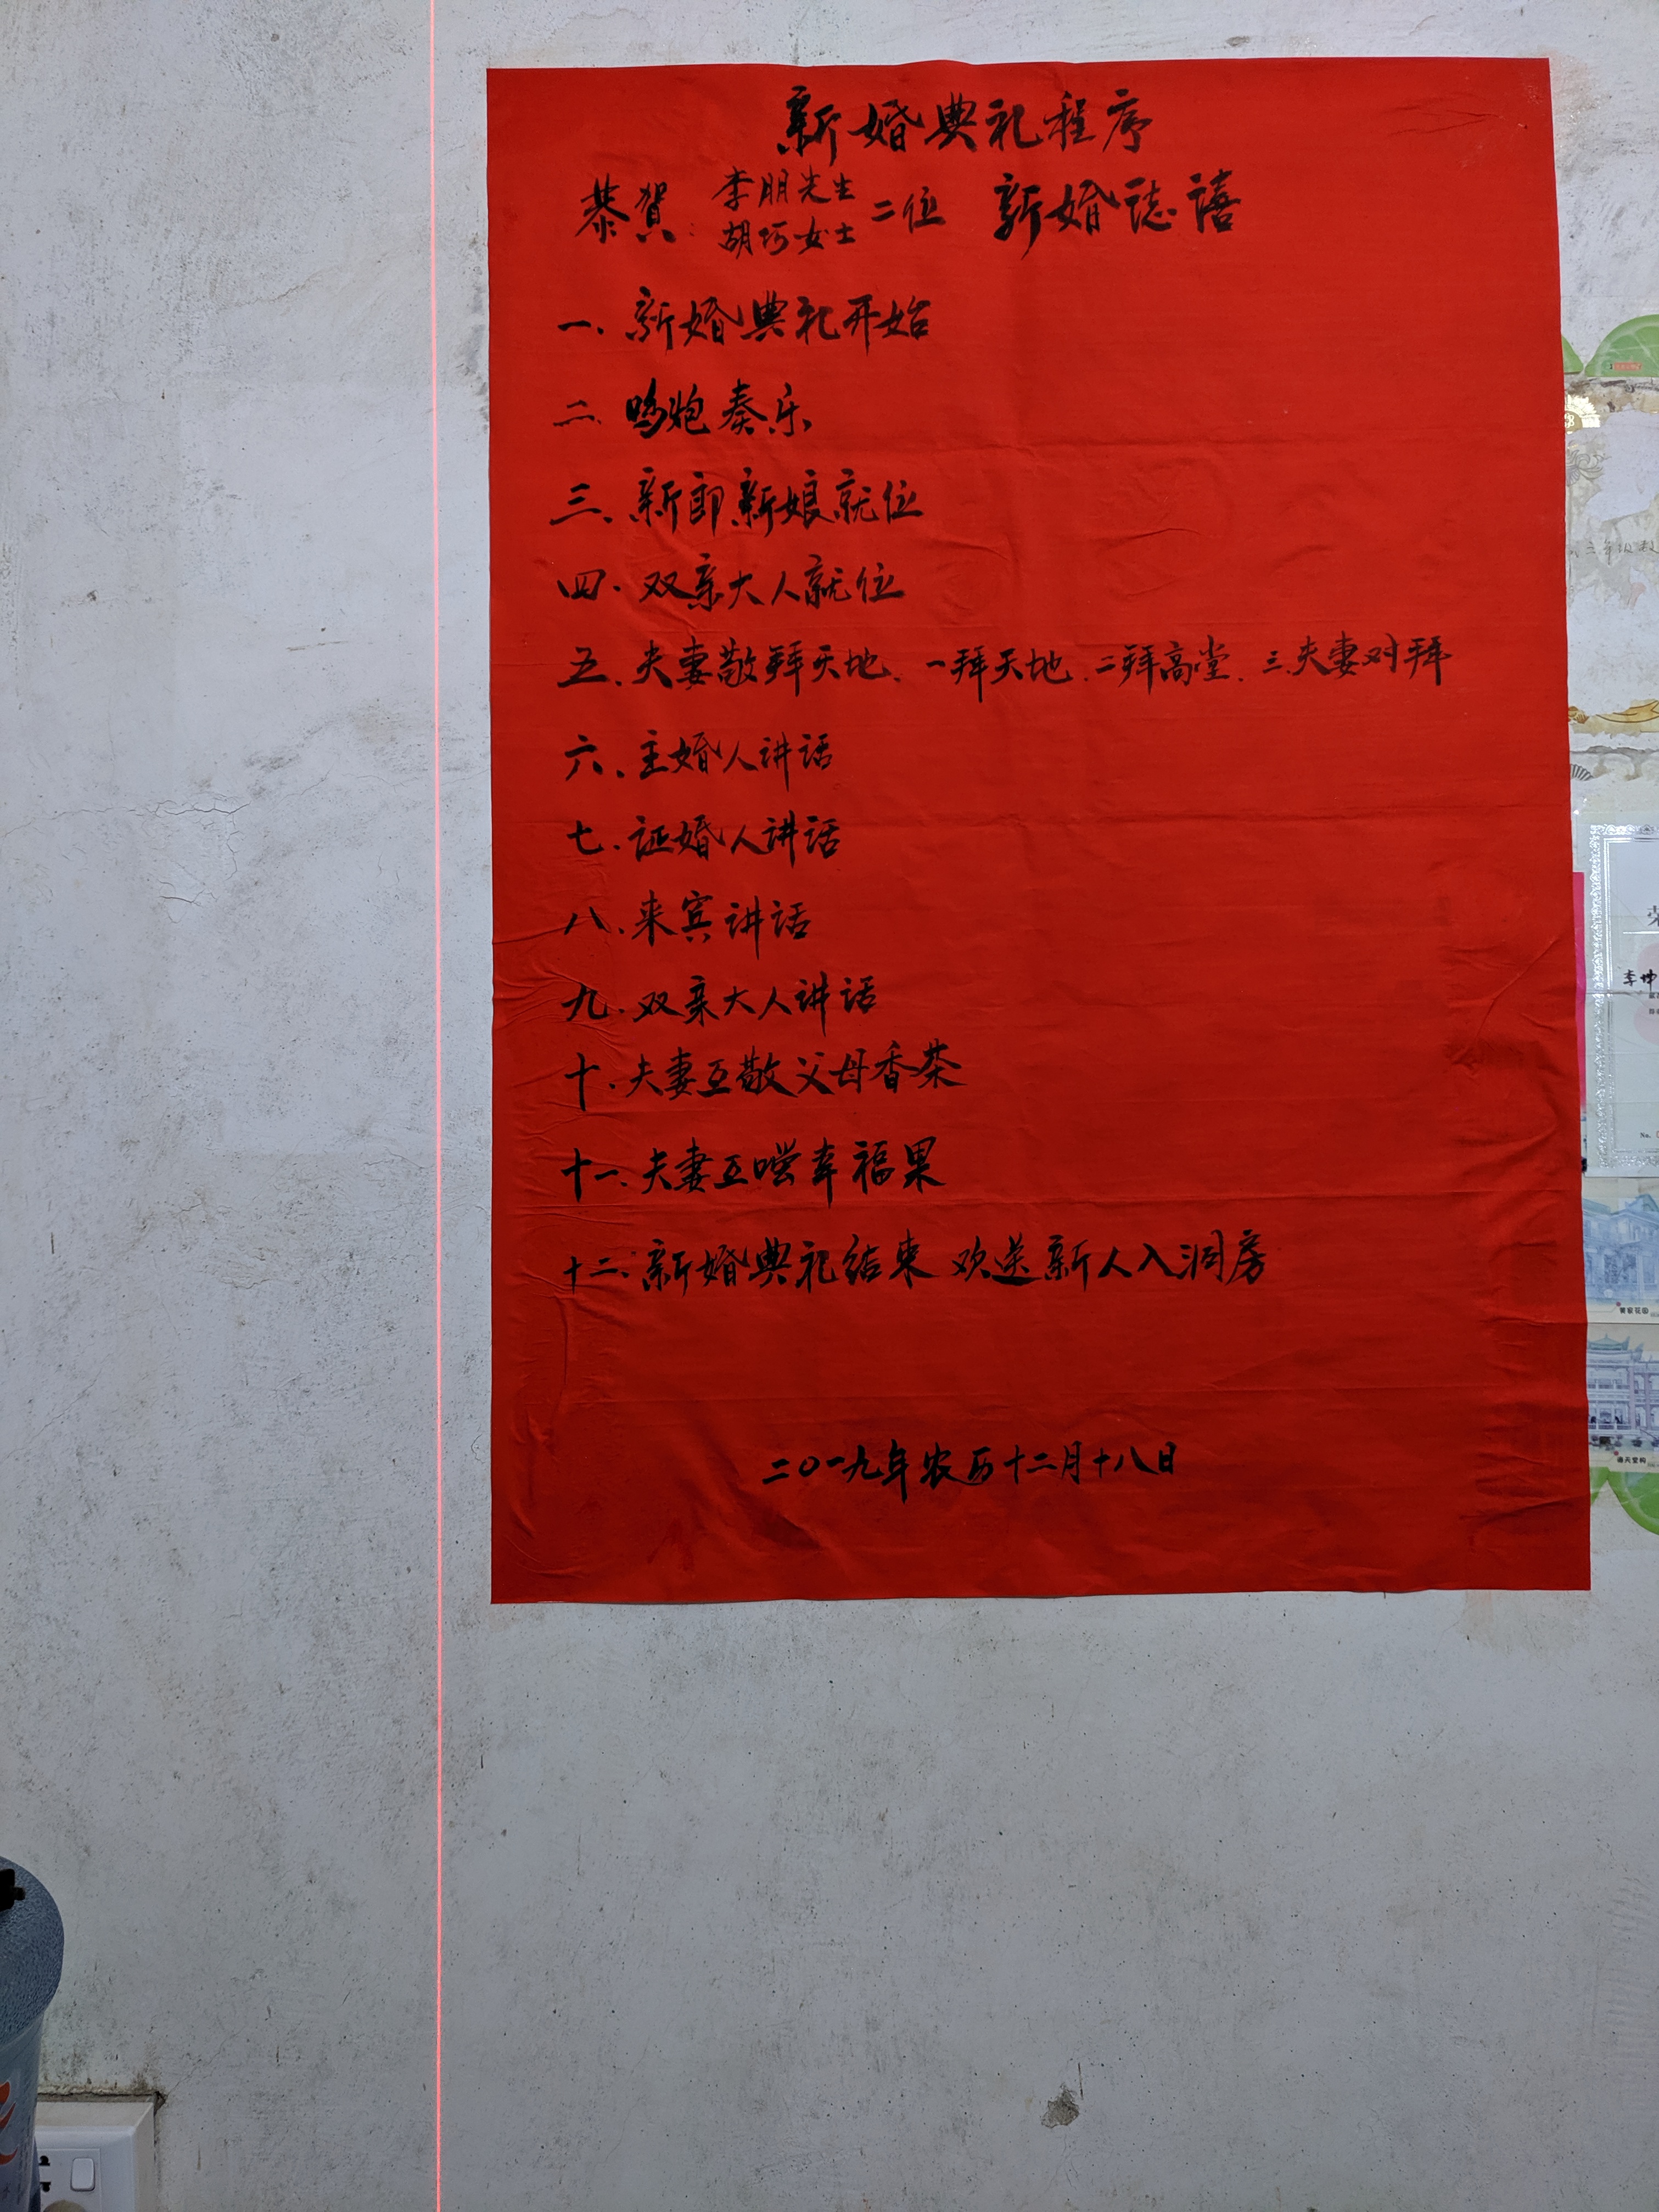 新婚典礼程序
恭賀: 李朋先生 二位 新婚誌禧
胡巧女士
一、新婚典礼开始
二、鸣炮奏乐
三、新郎新娘就位
四、双亲大人就位
五、夫妻敬拜天地、一拜天地、二拜高堂、三、夫妻对拜
六、主婚人讲话
七、证婚人讲话
八、来宾讲话
九、双亲大人讲话
十、夫妻互敬父母香茶
十一、夫妻互嚐幸福果
十二、新婚典礼结束 欢送新人入洞房
二〇一九年农历十二月十八日
李坤
No.